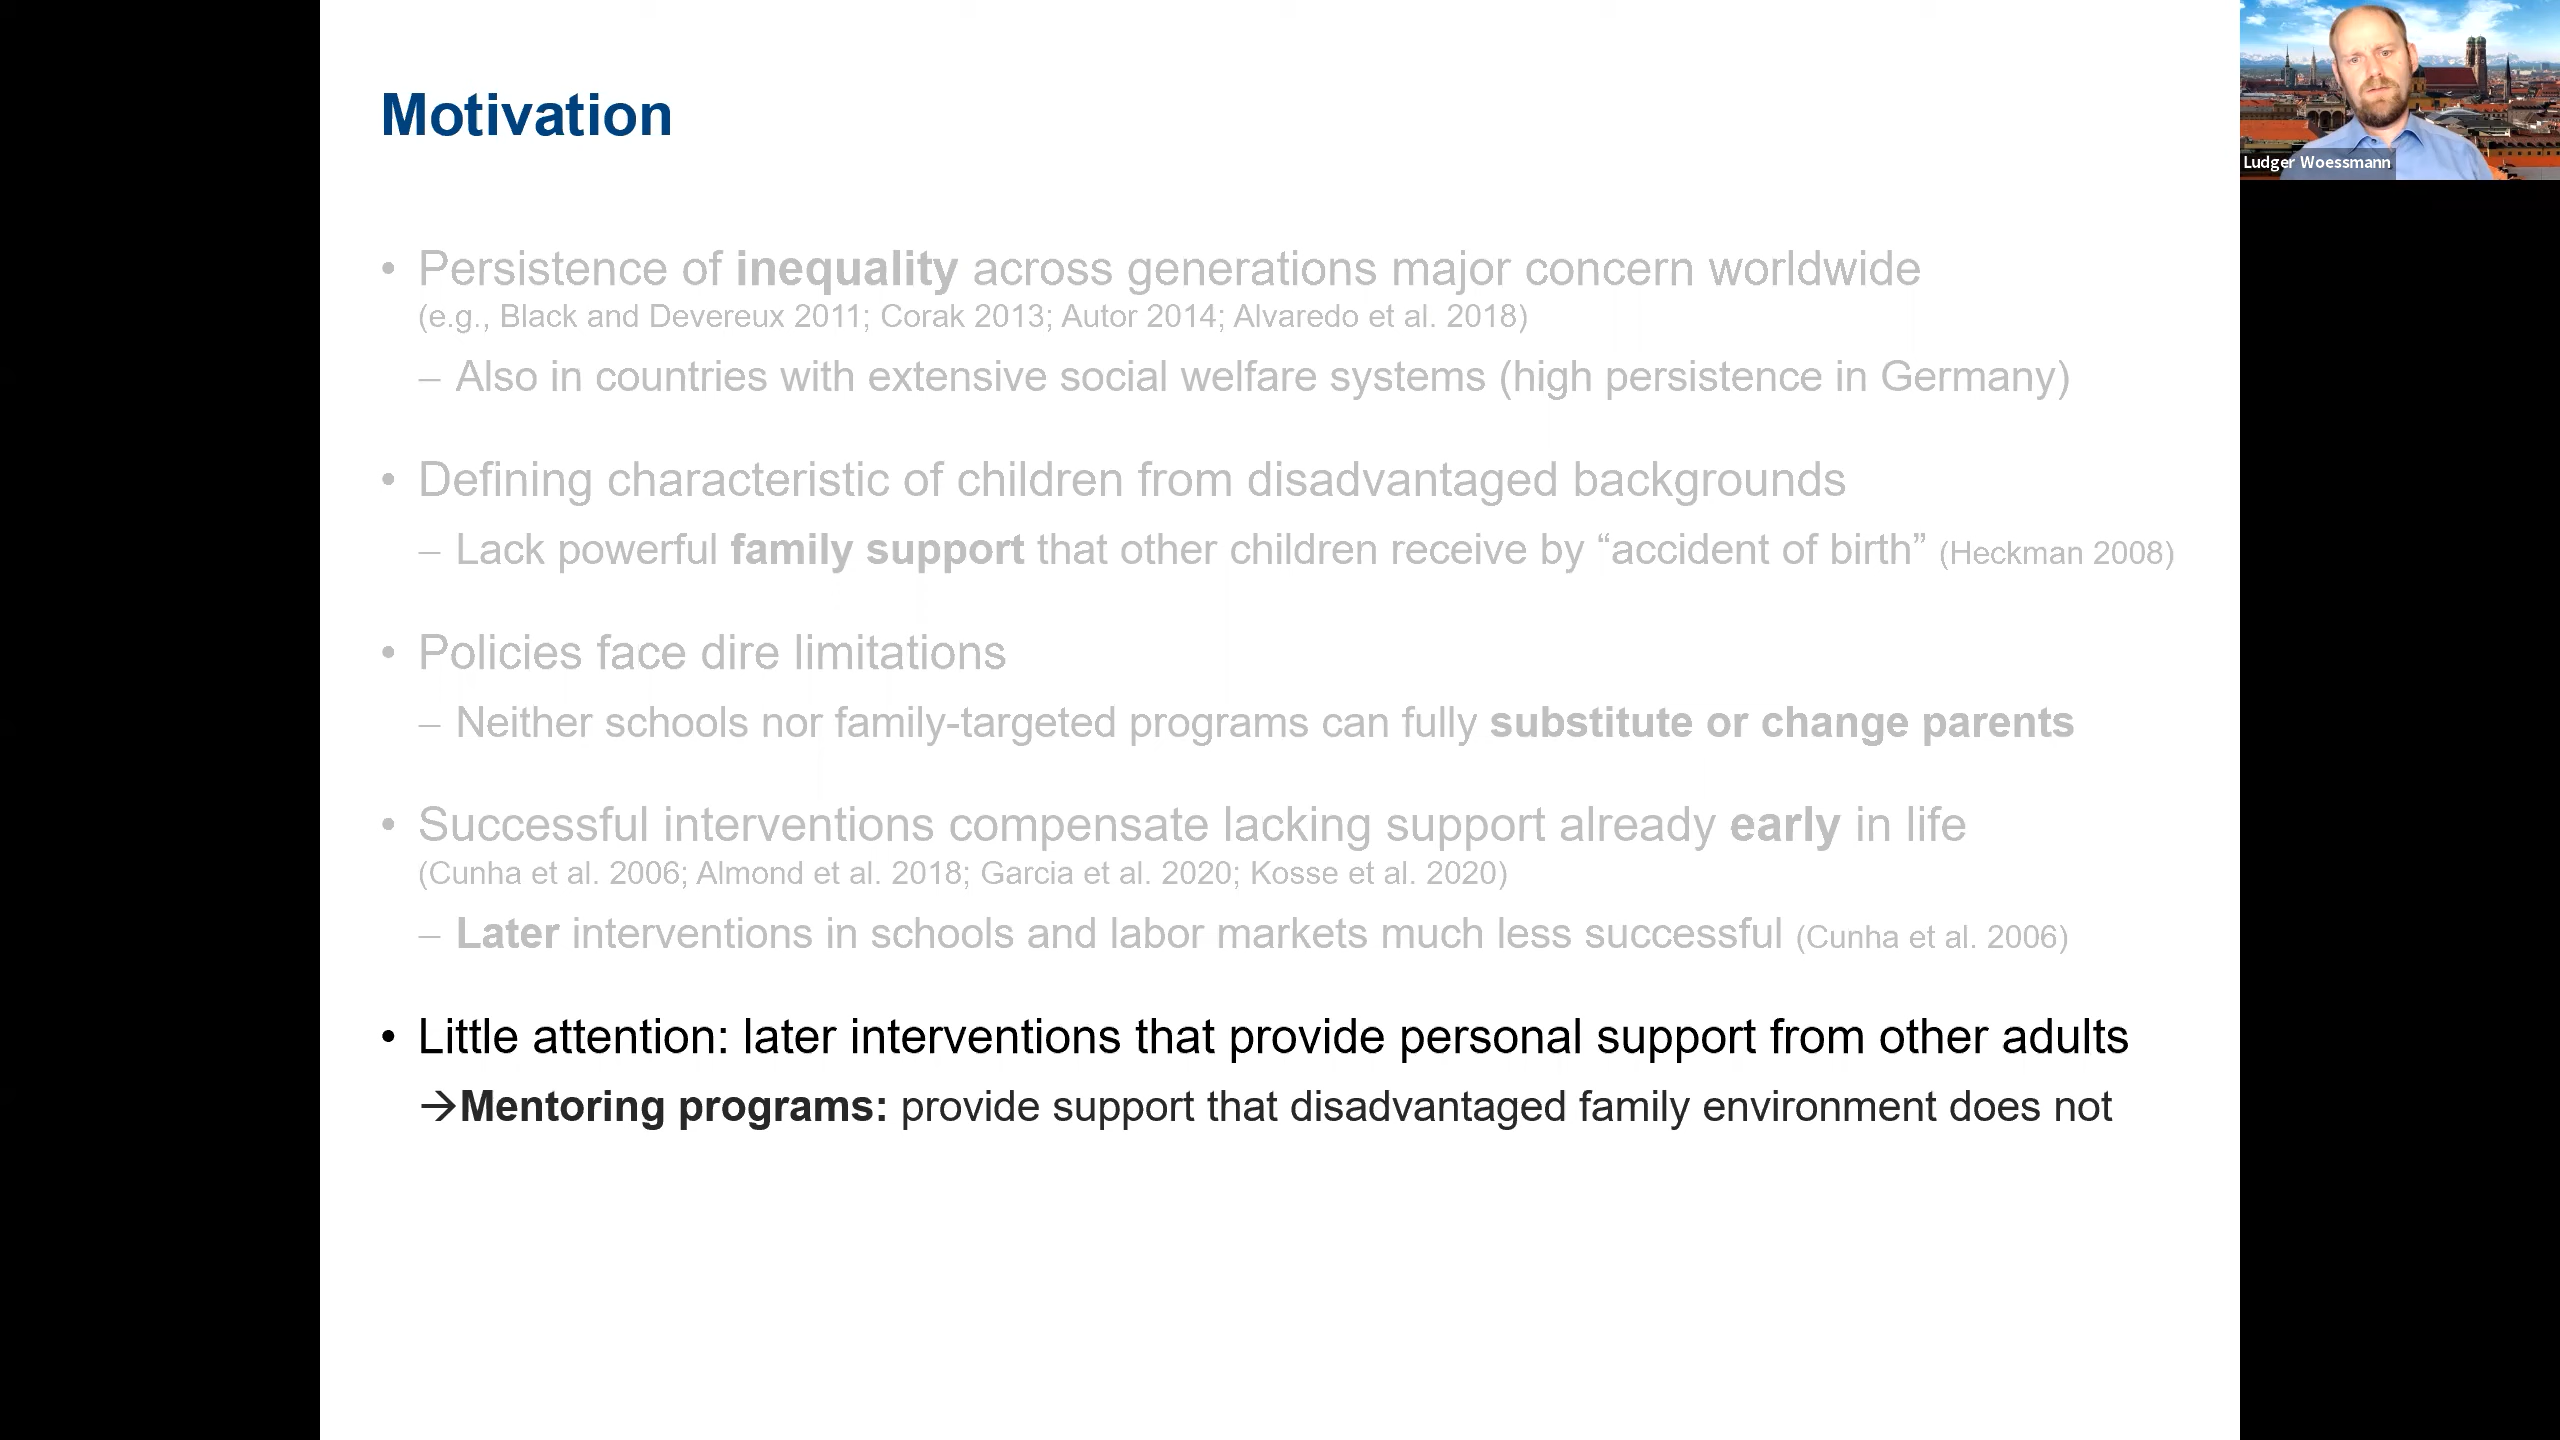 Motivation
Ludger Woessmann
• Persistence of inequality across generations major concern worldwide
(e.g., Black and Devereux 2011; Corak 2013; Autor 2014; Alvaredo et al. 2018)
– Also in countries with extensive social welfare systems (high persistence in Germany)
• Defining characteristic of children from disadvantaged backgrounds
– Lack powerful family support that other children receive by “accident of birth” (Heckman 2008)
• Policies face dire limitations
– Neither schools nor family-targeted programs can fully substitute or change parents
• Successful interventions compensate lacking support already early in life
(Cunha et al. 2006; Almond et al. 2018; Garcia et al. 2020; Kosse et al. 2020)
– Later interventions in schools and labor markets much less successful (Cunha et al. 2006)
• Little attention: later interventions that provide personal support from other adults
→Mentoring programs: provide support that disadvantaged family environment does not